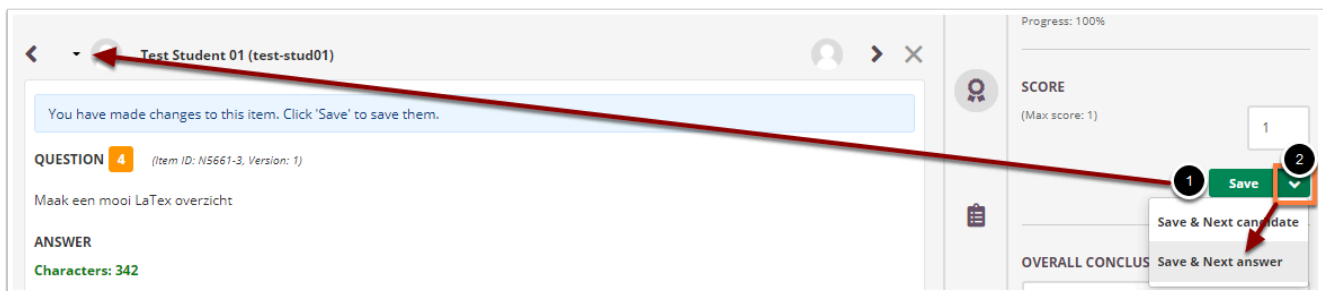 Test Student 01 (test-stud01)
You have made changes to this item. Click 'Save' to save them.
QUESTION 4 (Item ID: N5661-3, Version: 1)
Maak een mooi LaTex overzicht
ANSWER
Characters: 342
Progress: 100%
SCORE
(Max score: 1)
1
2
1 Save
Save & Next candidate
OVERALL CONCLUS
Save & Next answer